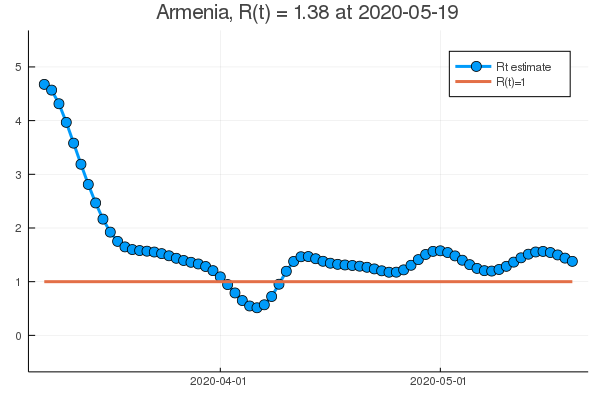 Armenia, R(t) = 1.38 at 2020-05-19
Rt estimate
R(t)=1
5
4
3
2
1
0
2020-04-01
2020-05-01